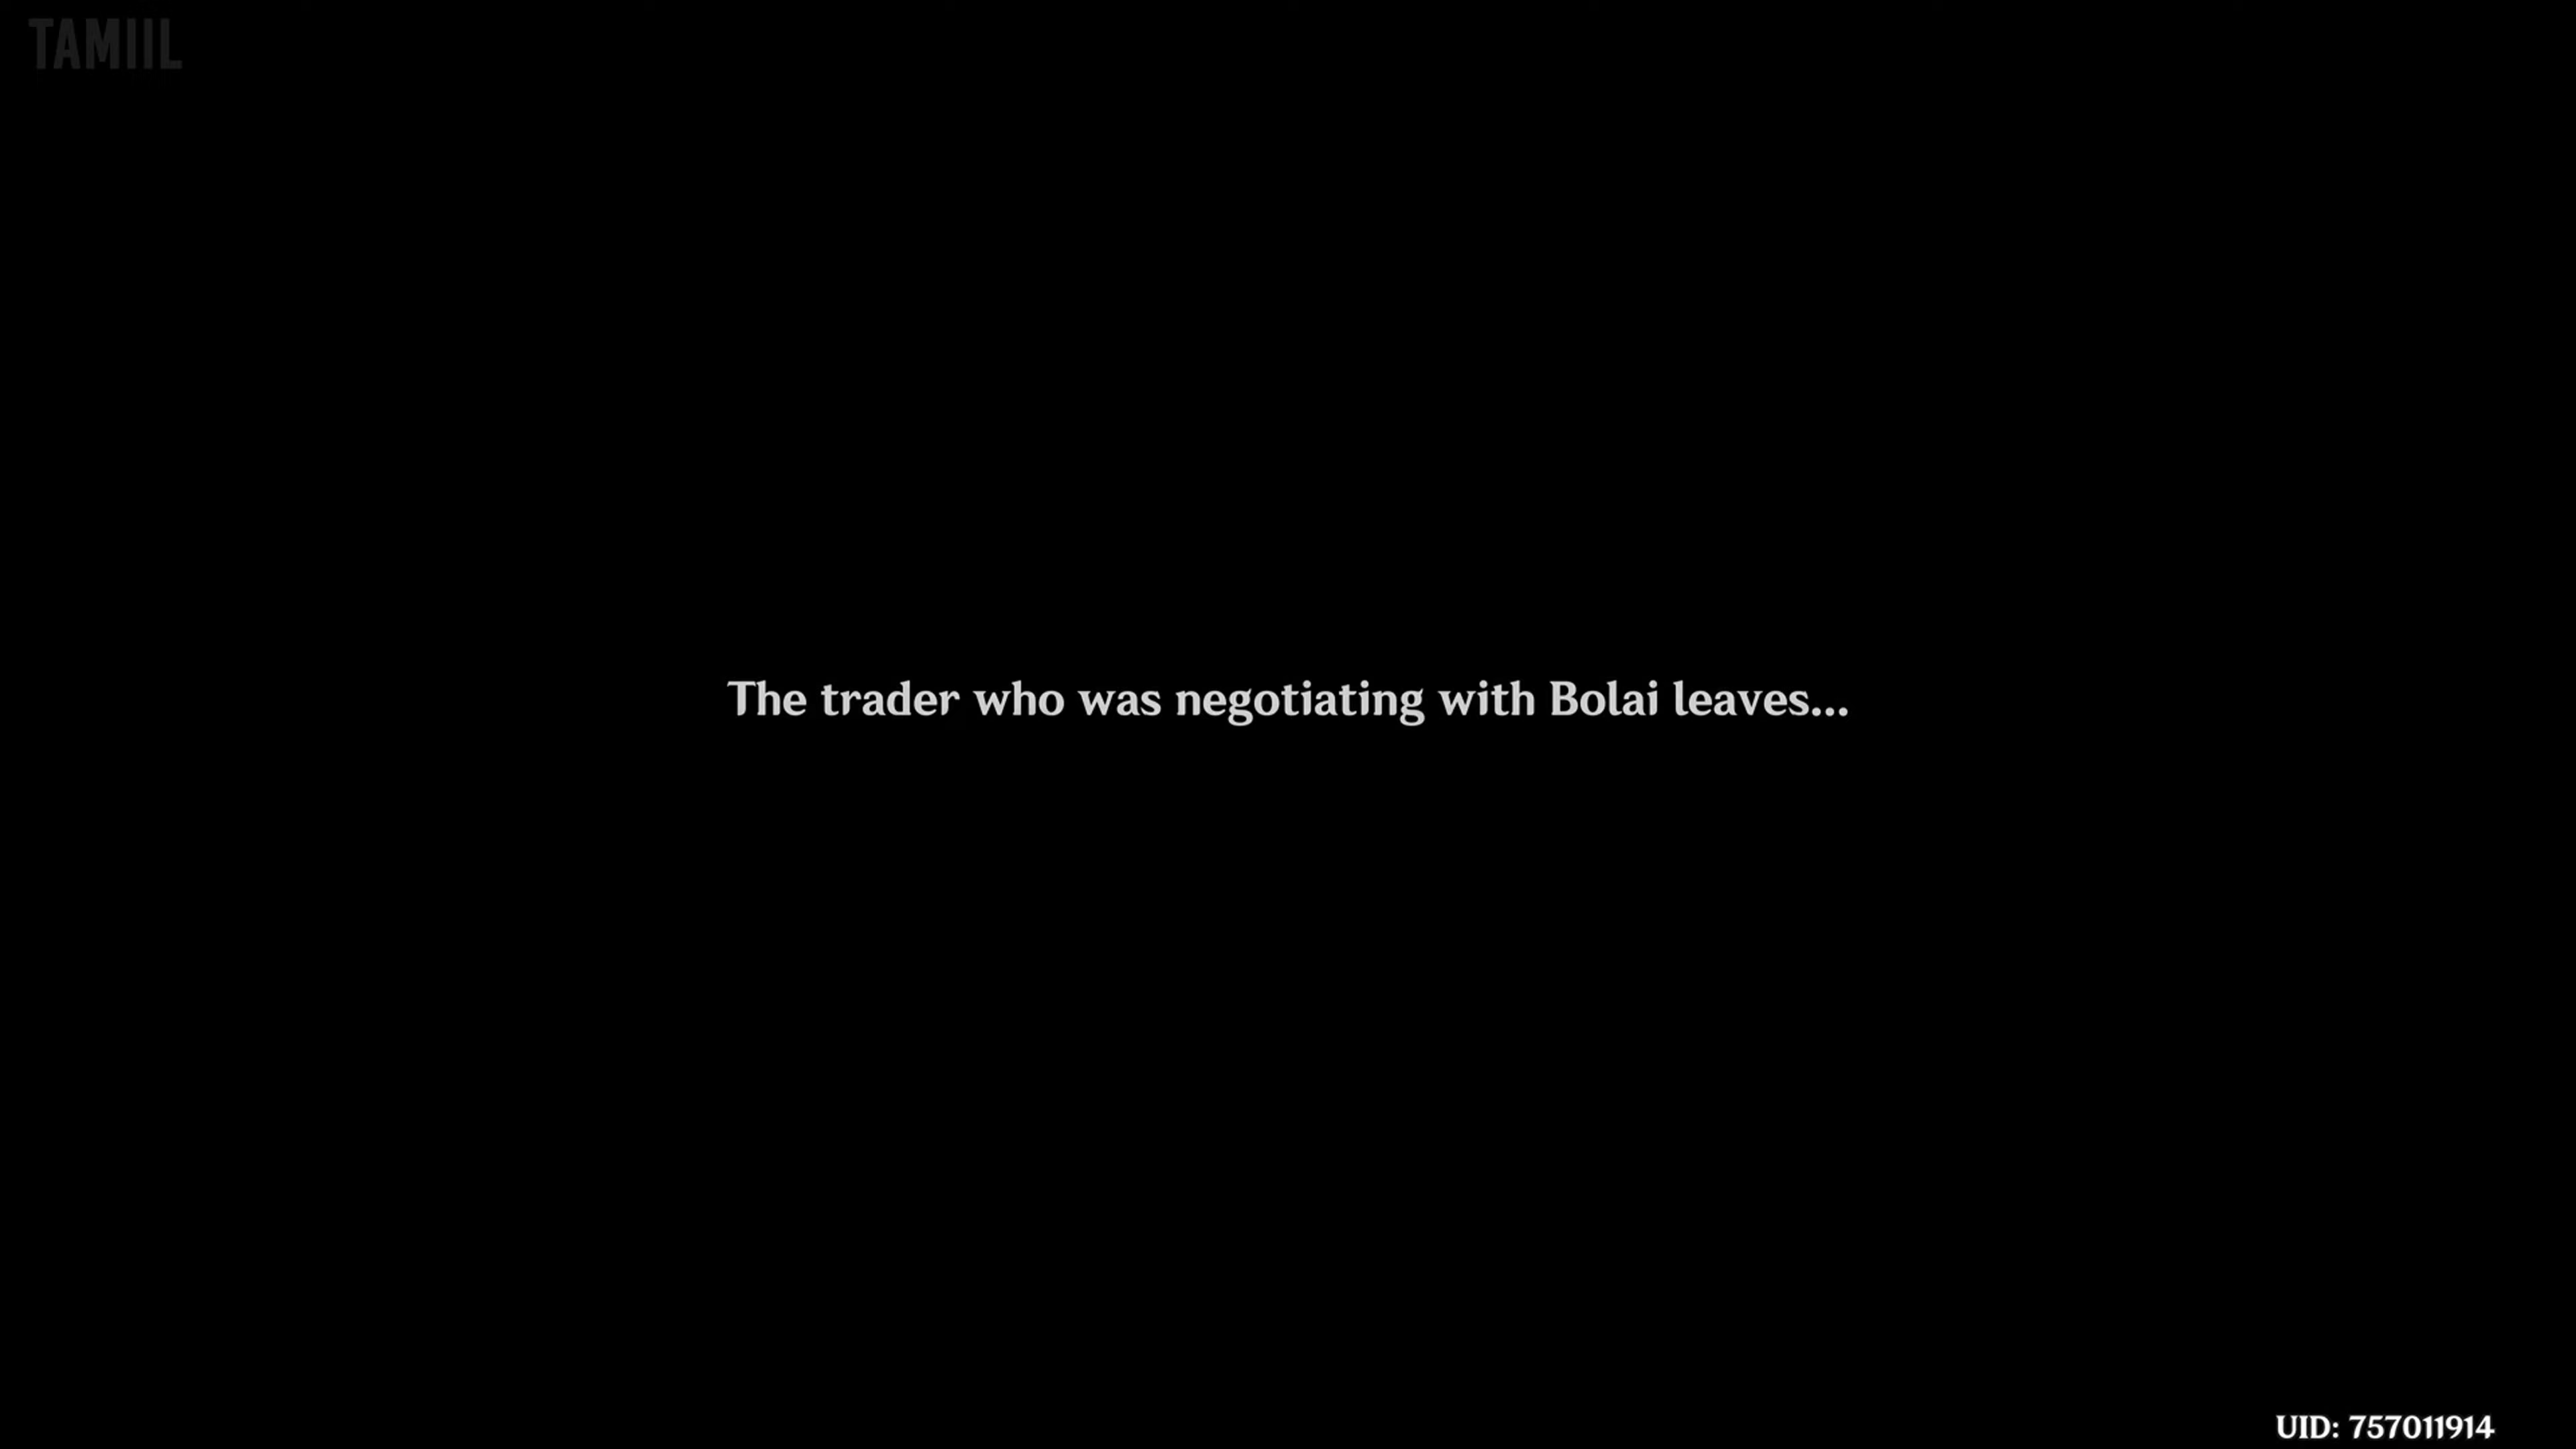 TAMIIL
The trader who was negotiating with Bolai leaves...
UID: 757011914